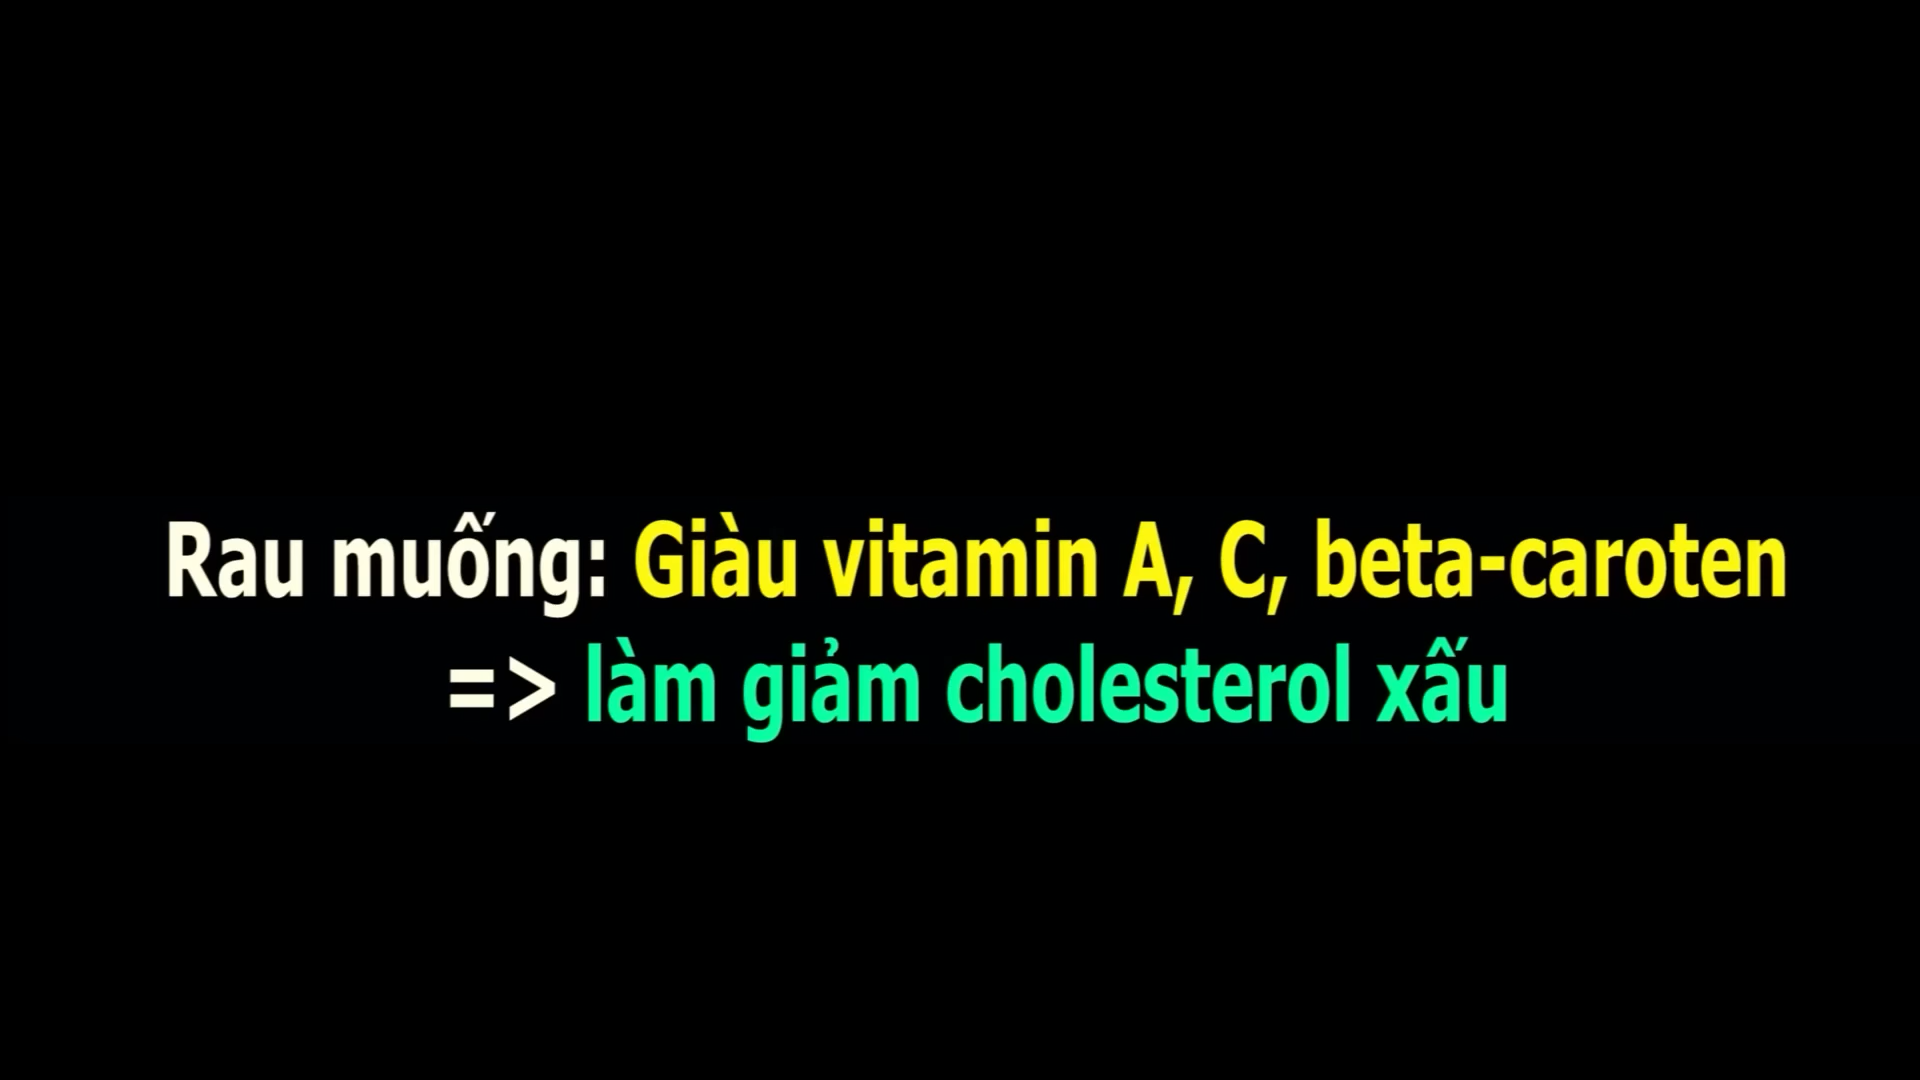 Rau muống: Giàu vitamin A, C, beta-caroten
=> làm giảm cholesterol xấu